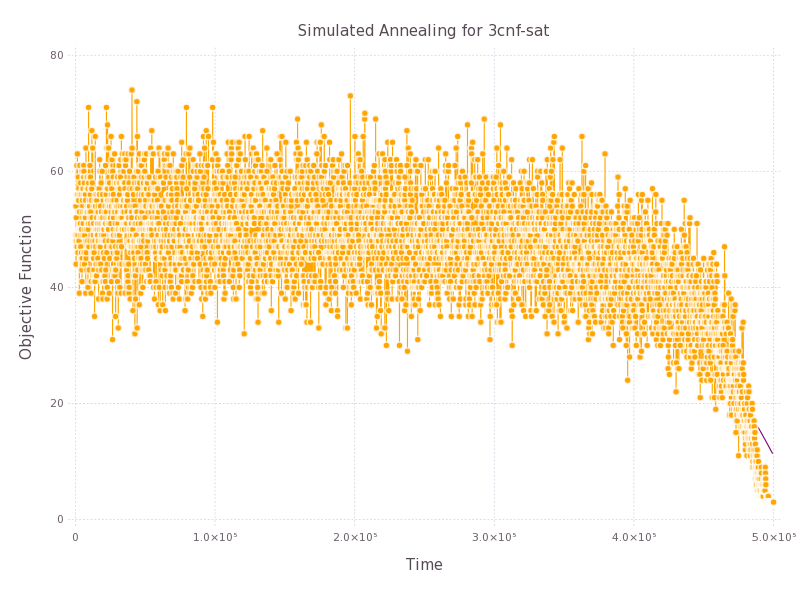 Simulated Annealing for 3cnf-sat
80
60
40
20
0
Objective Function
0 1.0×10⁵ 2.0×10⁵ 3.0×10⁵ 4.0×10⁵ 5.0×10⁵
Time